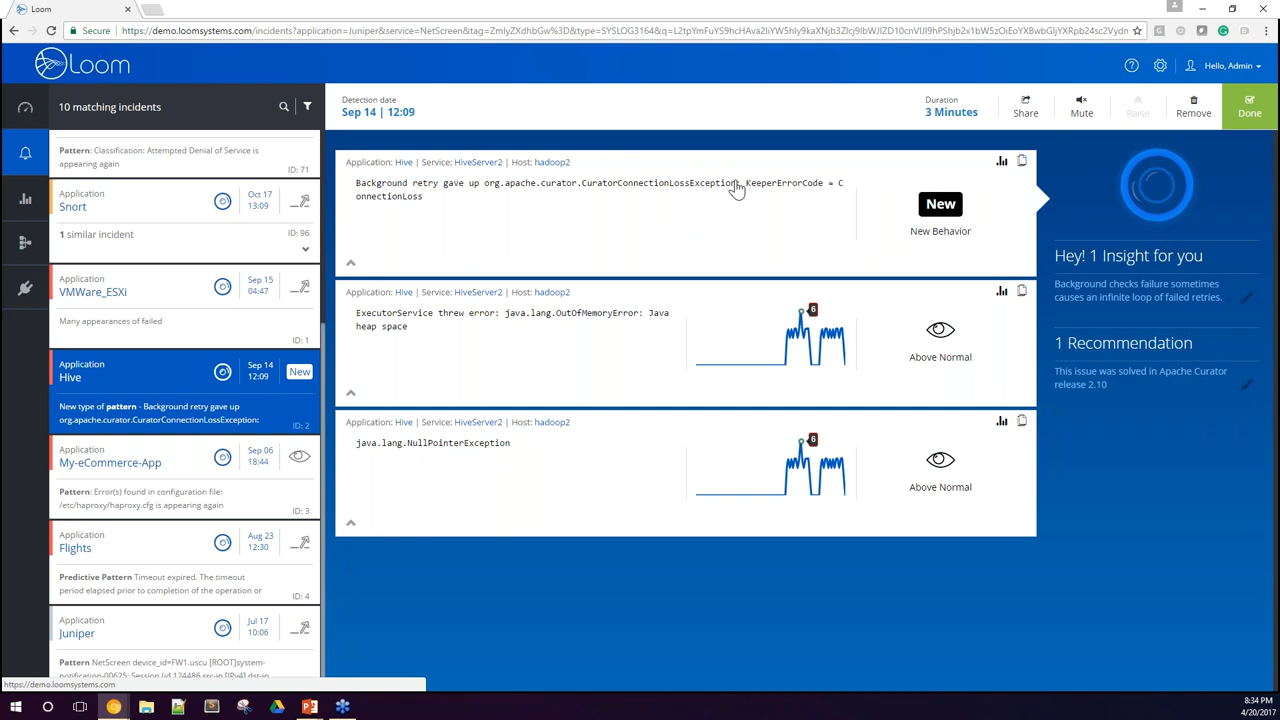 Loom
Secure
https://demo.loomsystems.com/incidents?application=Juniper&service=NetScreen&tag=
Loom
Hello, Admin
10 matching incidents
Detection date
Sep 14 | 12:09
Duration
3 Minutes
Share
Mute
Raise
Remove
Done
Pattern: Classification: Attempted Denial of Service is
appearing again
ID: 71
Application
Snort
Oct 17
13:09
1 similar incident
ID: 96
Application
VMWare_ESXi
Sep 15
04:47
Many appearances of failed
ID: 1
Application
Hive
Sep 14
12:09
New
New type of pattern - Background retry gave up
org.apache.curator.CuratorConnectionLossException:
ID: 2
Application
My-eCommerce-App
Sep 06
18:44
Pattern: Error(s) found in configuration file:
/etc/haproxy/haproxy.cfg is appearing again
ID: 3
Application
Flights
Aug 23
12:30
Predictive Pattern Timeout expired. The timeout
period elapsed prior to completion of the operation or
ID: 4
Application
Juniper
Jul 17
10:06
Pattern NetScreen device_id=FW1.uscu [ROOT]system-
notification-00625: Session (id 124486 src-ip [IPv4] dst-ip
https://demo.loomsystems.com
Application: Hive | Service: HiveServer2 | Host: hadoop2
Background retry gave up org.apache.curator.CuratorConnectionLossException: KeeperErrorCode = C
onnectionLoss
New
New Behavior
Application: Hive | Service: HiveServer2 | Host: hadoop2
ExecutorService threw error: java.lang.OutOfMemoryError: Java
heap space
6
Above Normal
Application: Hive | Service: HiveServer2 | Host: hadoop2
java.lang.NullPointerException
6
Above Normal
Hey! 1 Insight for you
Background checks failure sometimes
causes an infinite loop of failed retries.
1 Recommendation
This issue was solved in Apache Curator
release 2.10
8:34 PM
4/20/2017